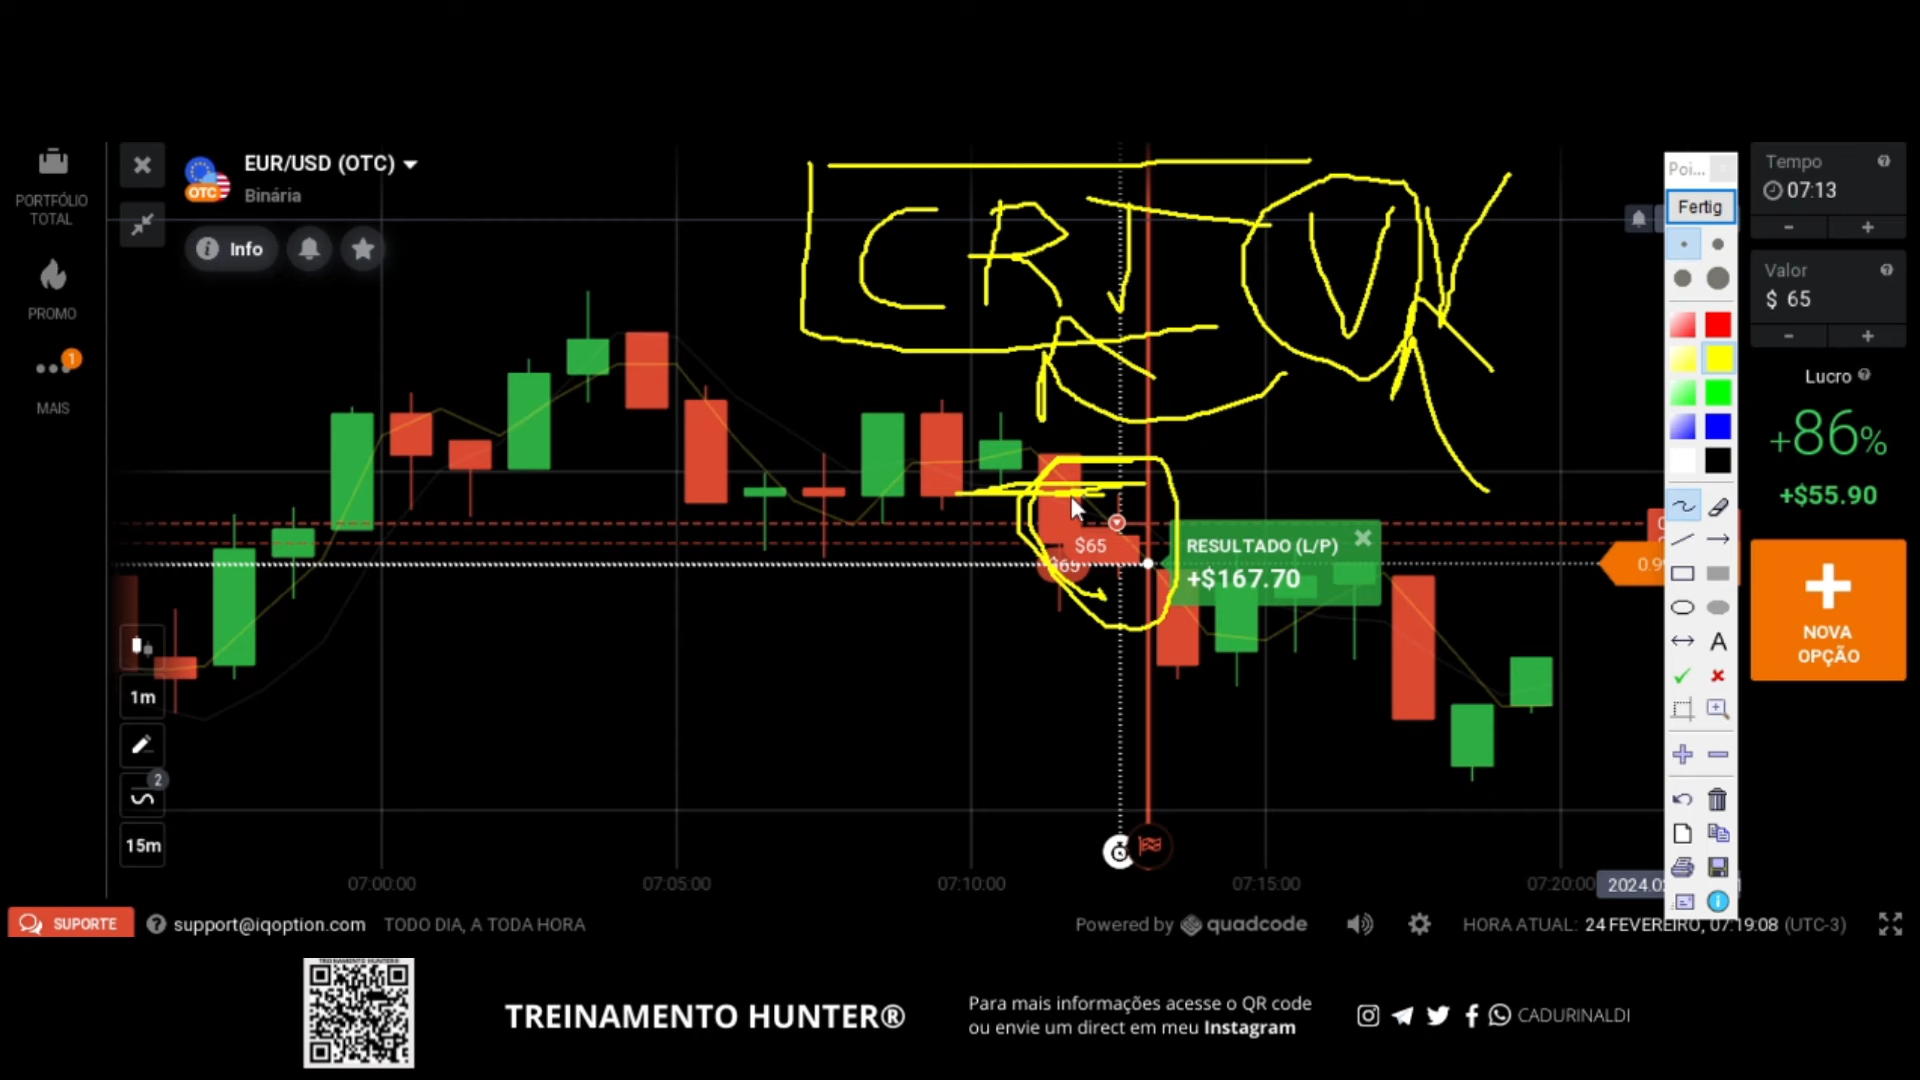 EUR/USD (OTC)
OTC
Binária
Info
PORTFÓLIO
TOTAL
PROMO
1
MAIS
CR
V
Poi...
Fertig
A
Tempo
07:13
-
+
Valor
$ 65
-
+
Lucro
+86%
+$55.90
NOVA
OPÇÃO
$65
$65
RESULTADO (L/P)
+$167.70
1m
2
15m
07:00:00
07:05:00
07:10:00
07:15:00
07:20:00
SUPORTE
support@iqoption.com
TODO DIA, A TODA HORA
Powered by quadcode
HORA ATUAL: 24 FEVEREIRO, 07:19:08 (UTC-3)
TREINAMENTO HUNTER®
Para mais informações acesse o QR code
ou envie um direct em meu Instagram
CADURINALDI